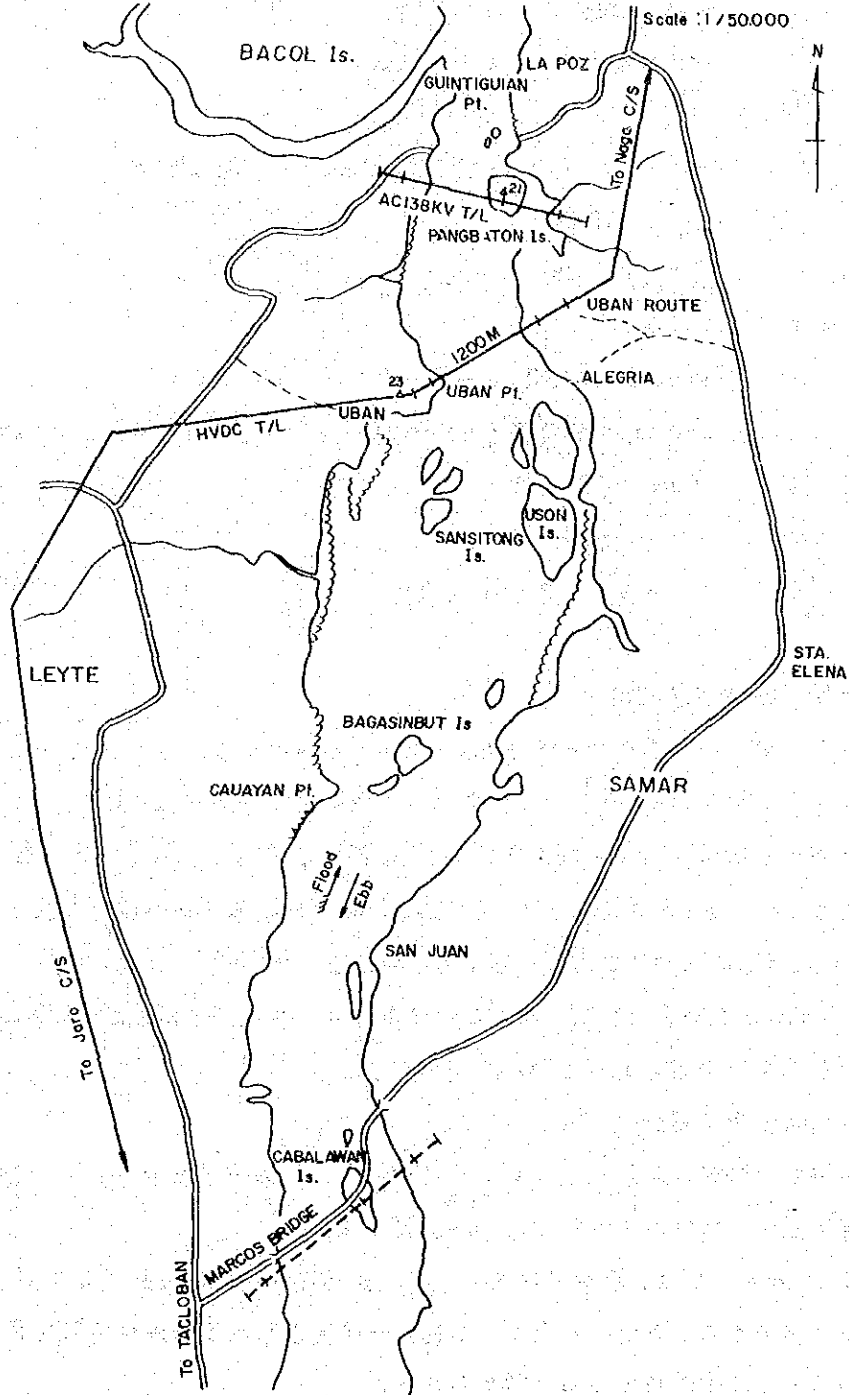 Scale : 1 / 50.000
BACOL Is.
LA POZ
N
GUINTIGUIAN
Pt.
To Naga C/S
21
AC138KV T/L
PANGBATON Is.
UBAN ROUTE
1200M
ALEGRIA
23
UBAN Pt.
UBAN
HVDC T/L
USON
Is.
SANSITONG
Is.
STA.
ELENA
LEYTE
BAGASINBUT Is
CAUAYAN Pt.
SAMAR
Flood
Ebb
SAN JUAN
To Jaro C/S
CABALAWAN
Is.
MARCOS BRIDGE
To TACLOBAN